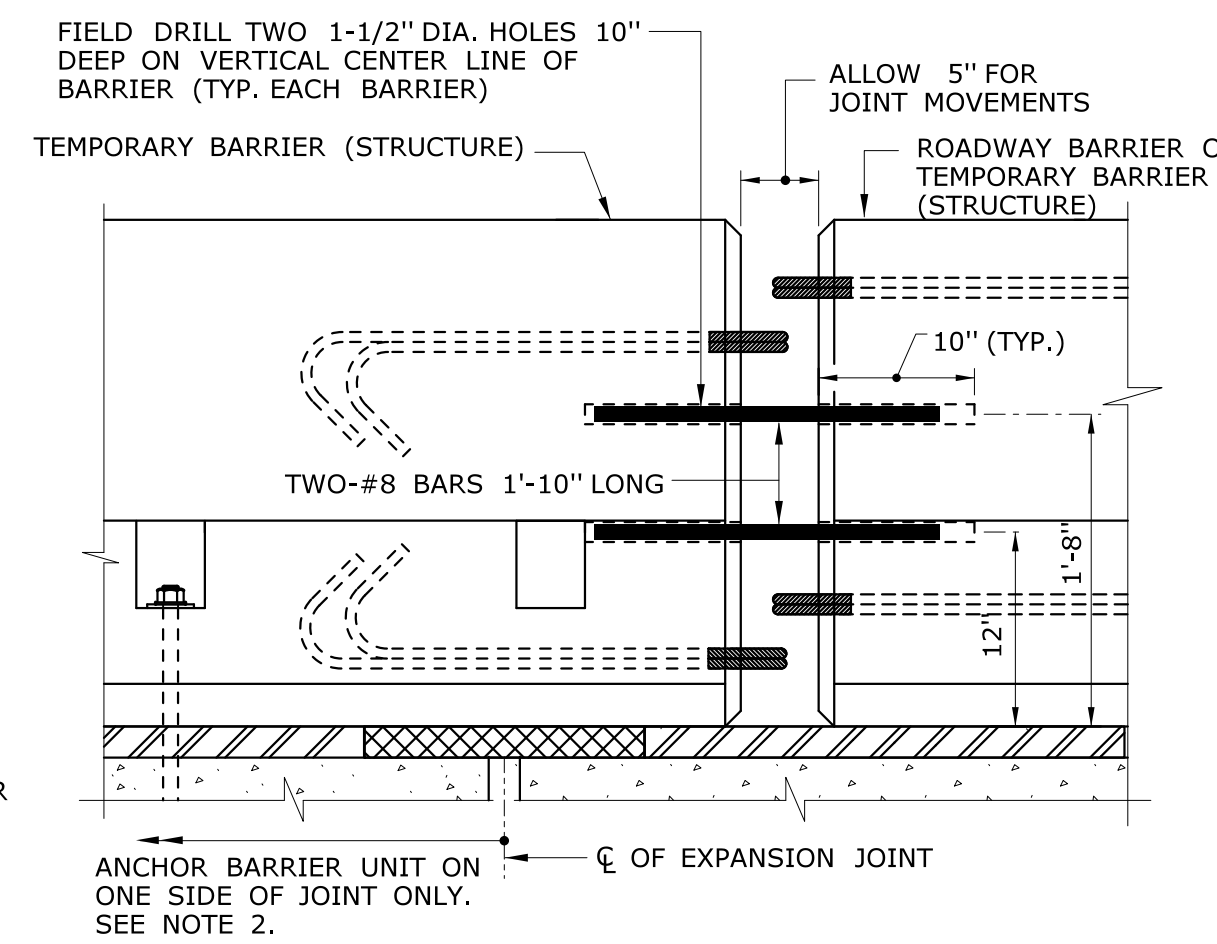 FIELD DRILL TWO 1-1/2" DIA. HOLES 10"
DEEP ON VERTICAL CENTER LINE OF
BARRIER (TYP. EACH BARRIER)
ALLOW 5" FOR
JOINT MOVEMENTS
TEMPORARY BARRIER (STRUCTURE)
ROADWAY BARRIER
TEMPORARY BARRIER
(STRUCTURE)
10" (TYP.)
TWO-#8 BARS 1'-10" LONG
12"
1'-8"
R
℄ OF EXPANSION JOINT
ANCHOR BARRIER UNIT ON
ONE SIDE OF JOINT ONLY.
SEE NOTE 2.